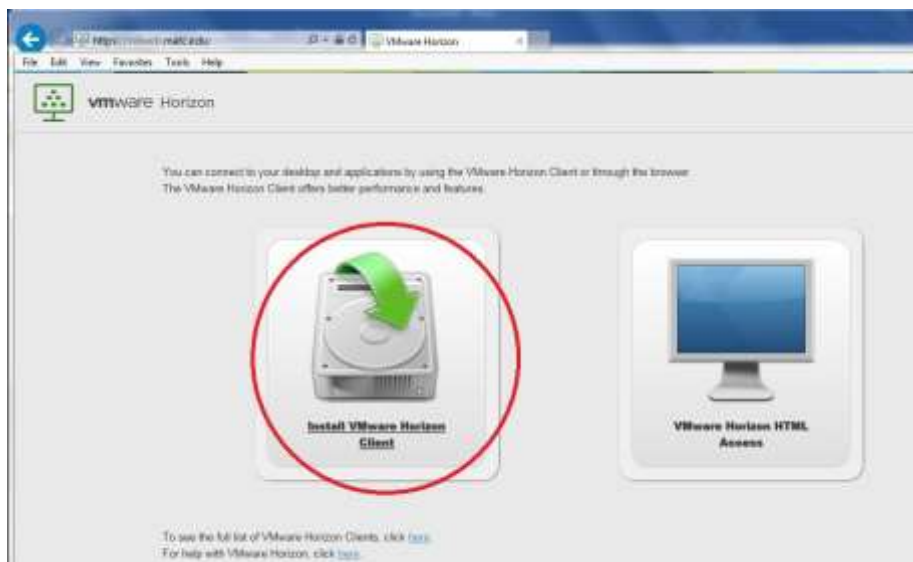 VMware Horizon
File Edit View Favorites Tools Help
vmware Horizon
You can connect to your desktop and applications by using the VMware Horizon Client or through the browser.
The VMware Horizon Client offers better performance and features.
Install VMware Horizon
Client
VMware Horizon HTML
Access
To see the full list of VMware Horizon Clients, click here.
For help with VMware Horizon, click here.